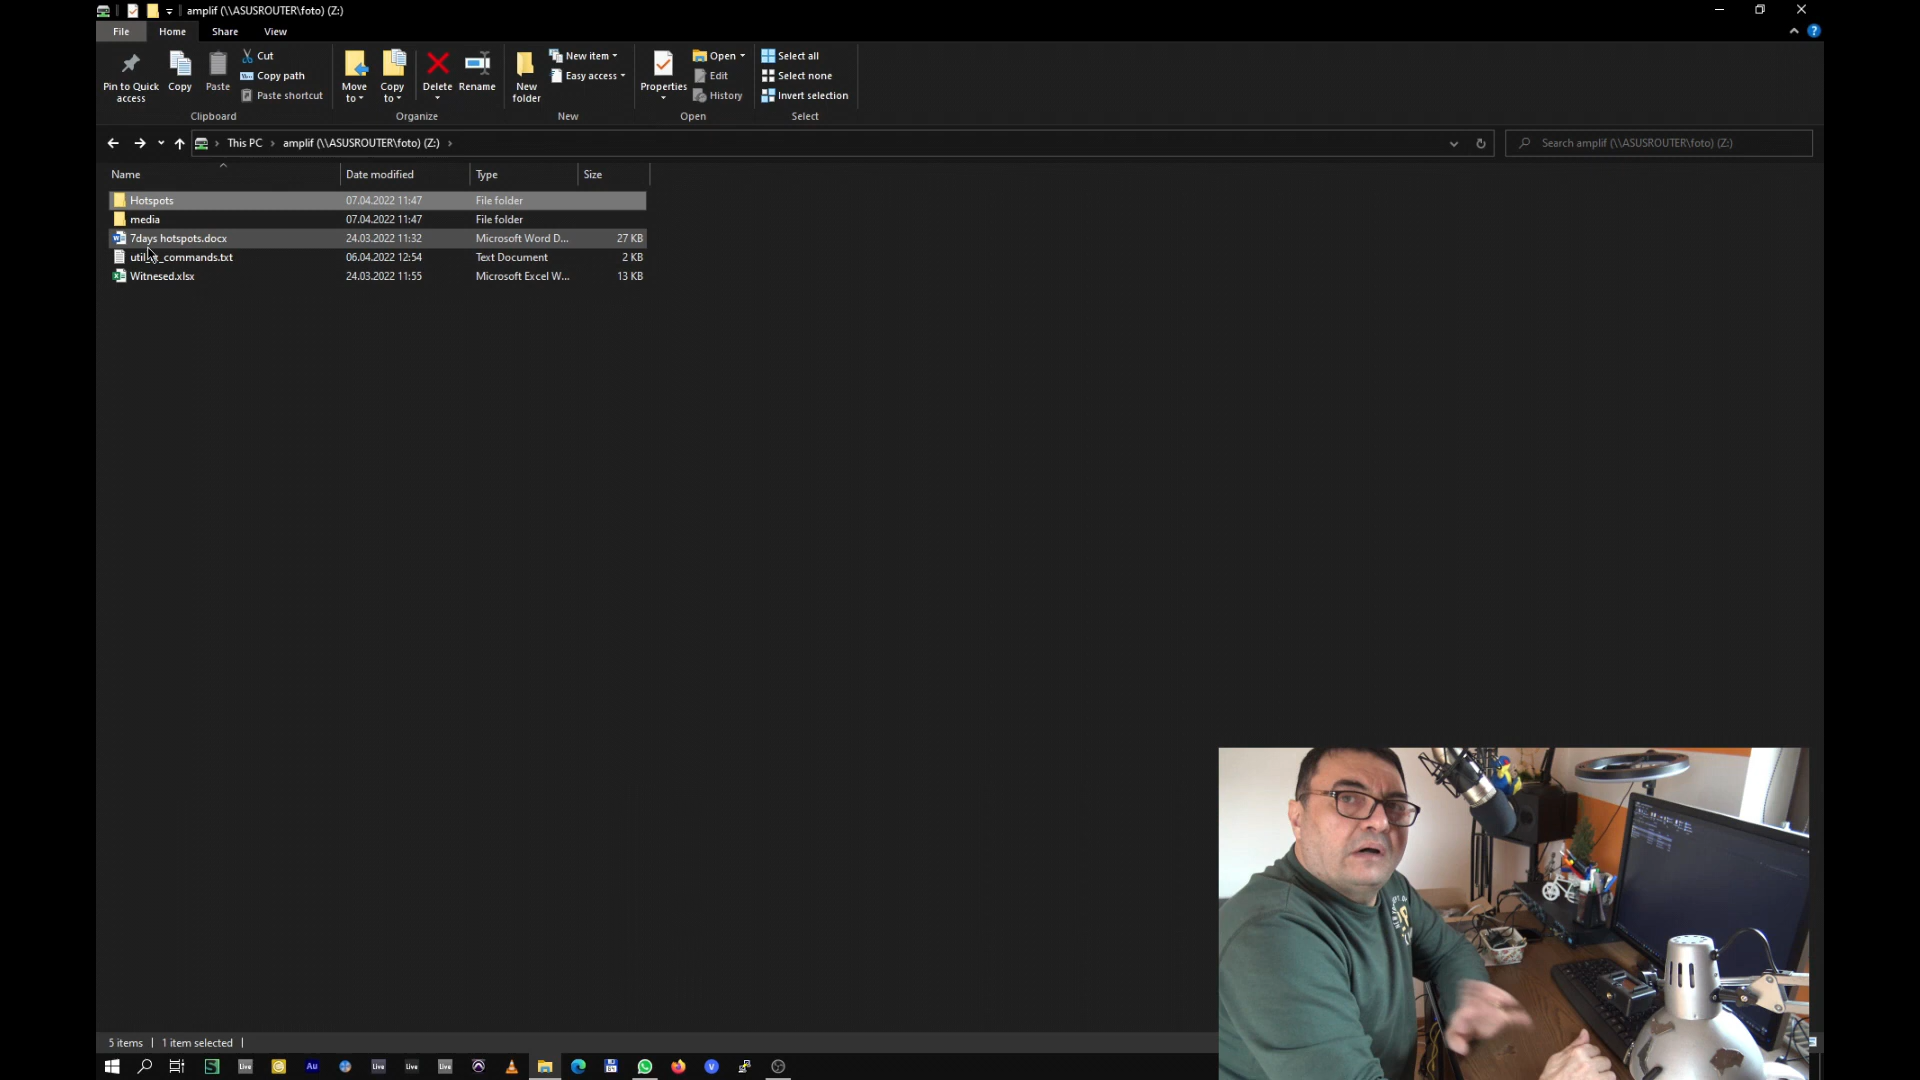 amplif (\\ASUSROUTER\foto) (Z:)
File Home Share View
Pin to Quick access
Copy
Paste
Cut
Copy path
Paste shortcut
Clipboard
Move to
Copy to
Delete
Rename
Organize
New folder
New item
Easy access
New
Properties
Open
Edit
History
Open
Select all
Select none
Invert selection
Select
This PC > amplif (\\ASUSROUTER\foto) (Z:) >
Search amplif (\\ASUSROUTER\foto) (Z:)
Name Date modified Type Size
Hotspots 07.04.2022 11:47 File folder
media 07.04.2022 11:47 File folder
7days hotspots.docx 24.03.2022 11:32 Microsoft Word D... 27 KB
06.04.2022 12:54 Text Document 2 KB
Witnesed.xlsx 24.03.2022 11:55 Microsoft Excel W... 13 KB
5 items 1 item selected
Live Au Live Live Live